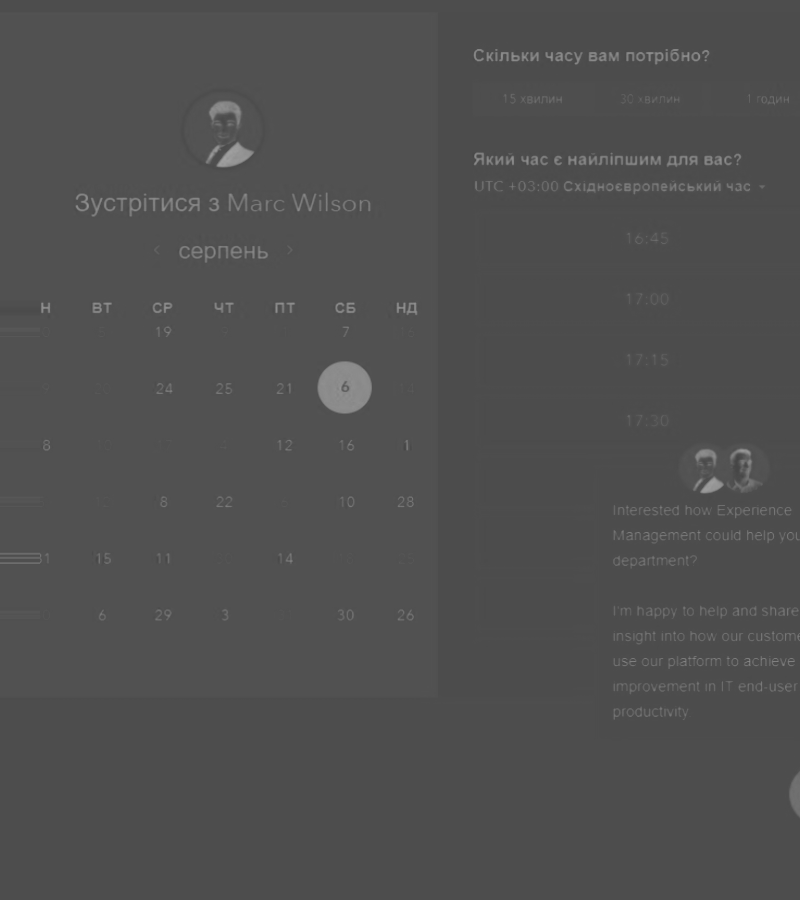 Зустрітися з Marc Wilson
серпень
Н ВТ СР ЧТ ПТ СБ НД
19 7
24 25 21 6
8 12 16 1
8 22 10 28
1 15 11 14
6 29 3 30 26
Скільки часу вам потрібно?
15 хвилин 30 хвилин 1 годин
Який час є найліпшим для вас?
UTC +03:00 Східноєвропейський час
16:45
17:00
17:15
17:30
Interested how Experience
Management could help you
department?
I'm happy to help and share
insight into how our custome
use our platform to achieve
improvement in IT end-user
productivity